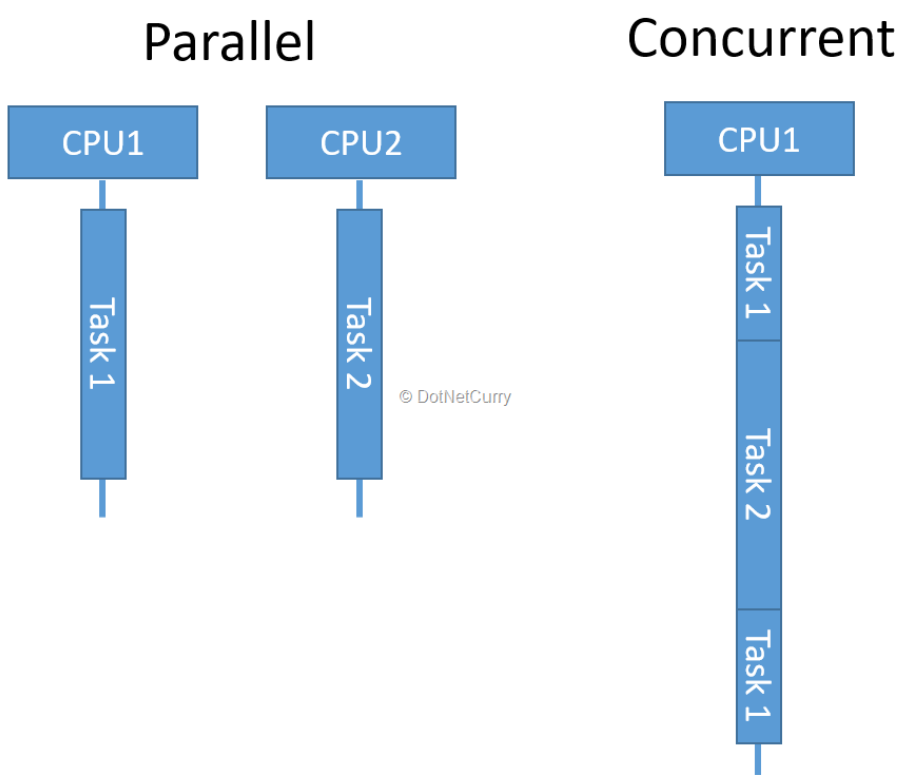 Parallel
Concurrent
CPU1
CPU2
CPU1
Task 1
Task 2
Task 1
Task 2
Task 1
© DotNetCurry